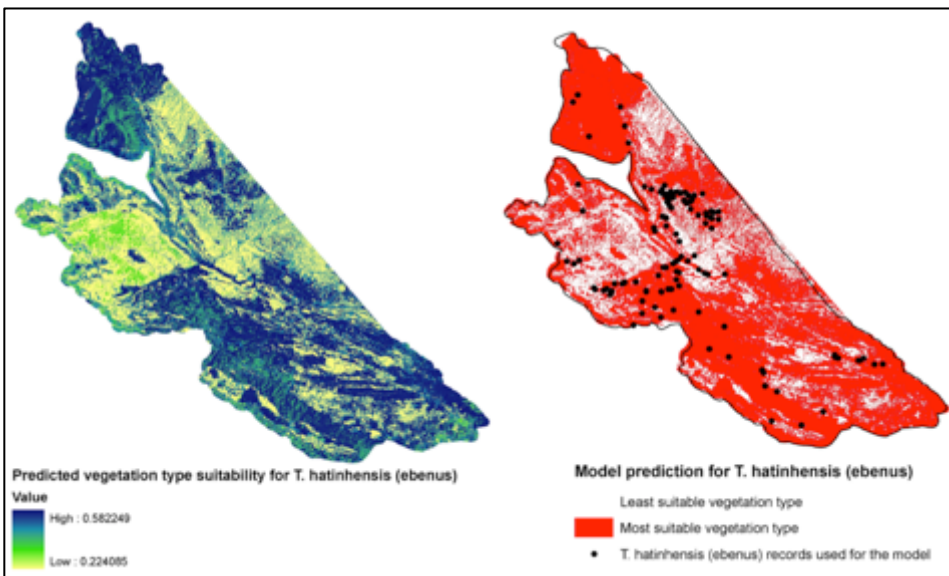 Predicted vegetation type suitability for T. hatinhensis (ebenus)
Value
High : 0.582249
Low : 0.224085
Model prediction for T. hatinhensis (ebenus)
Least suitable vegetation type
Most suitable vegetation type
T. hatinhensis (ebenus) records used for the model